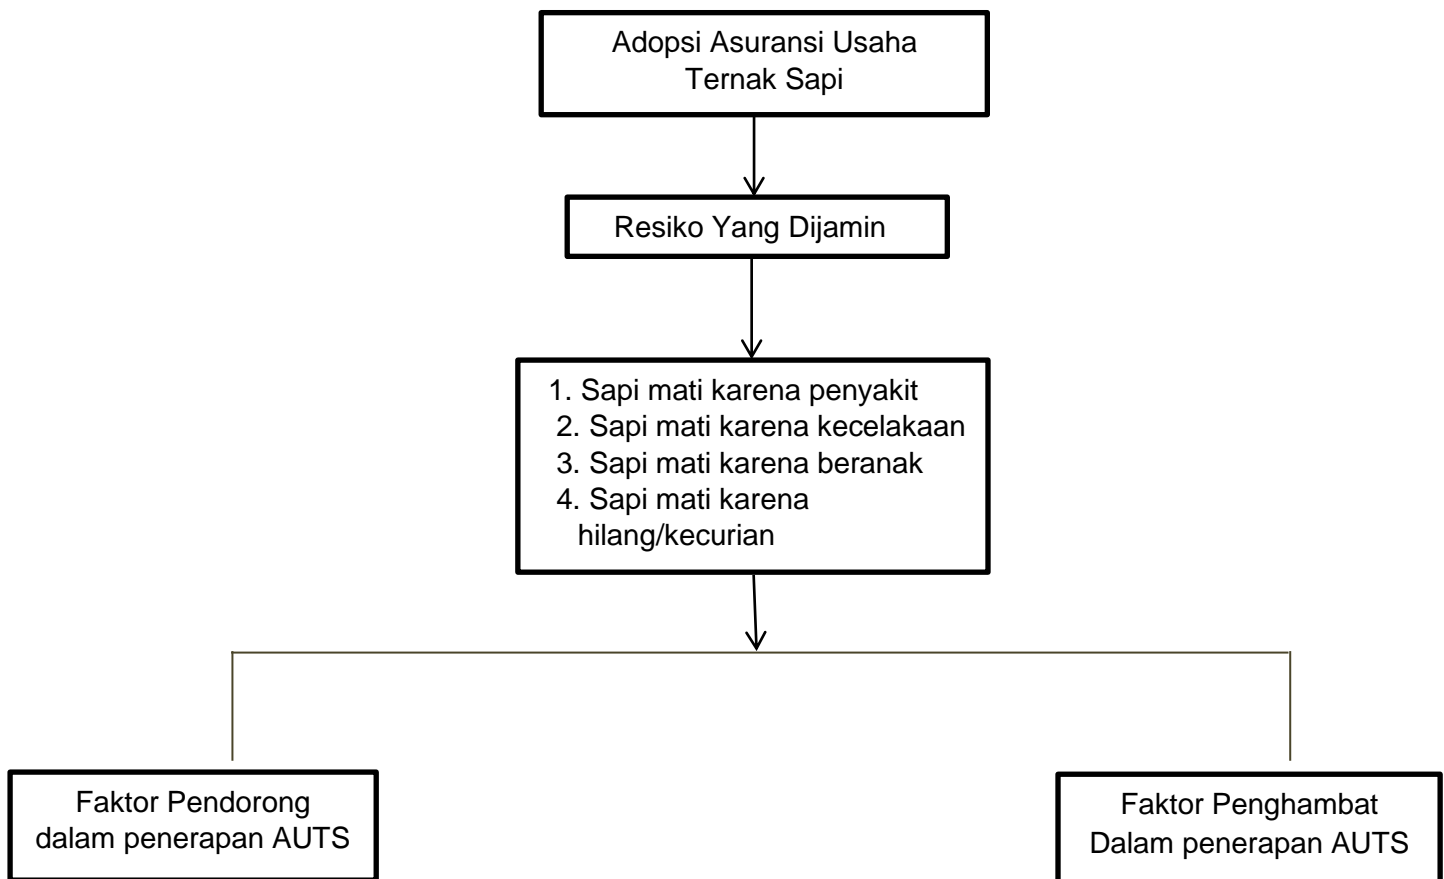 Adopsi Asuransi Usaha
Ternak Sapi
Resiko Yang Dijamin
1. Sapi mati karena penyakit
2. Sapi mati karena kecelakaan
3. Sapi mati karena beranak
4. Sapi mati karena
hilang/kecurian
Faktor Pendorong
dalam penerapan AUTS
Faktor Penghambat
Dalam penerapan AUTS